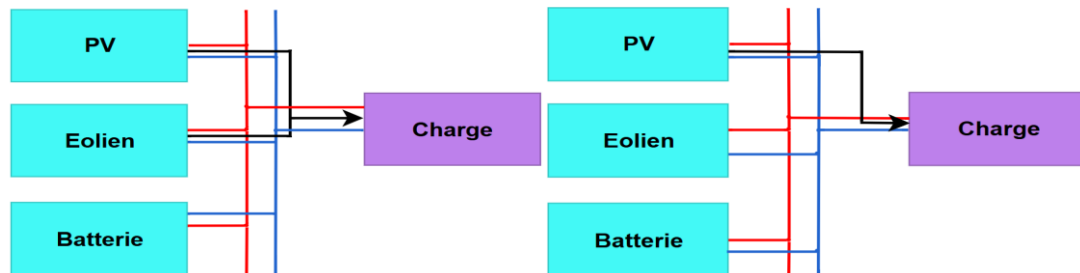 PV
Eolien
Charge
Batterie
PV
Eolien
Charge
Batterie